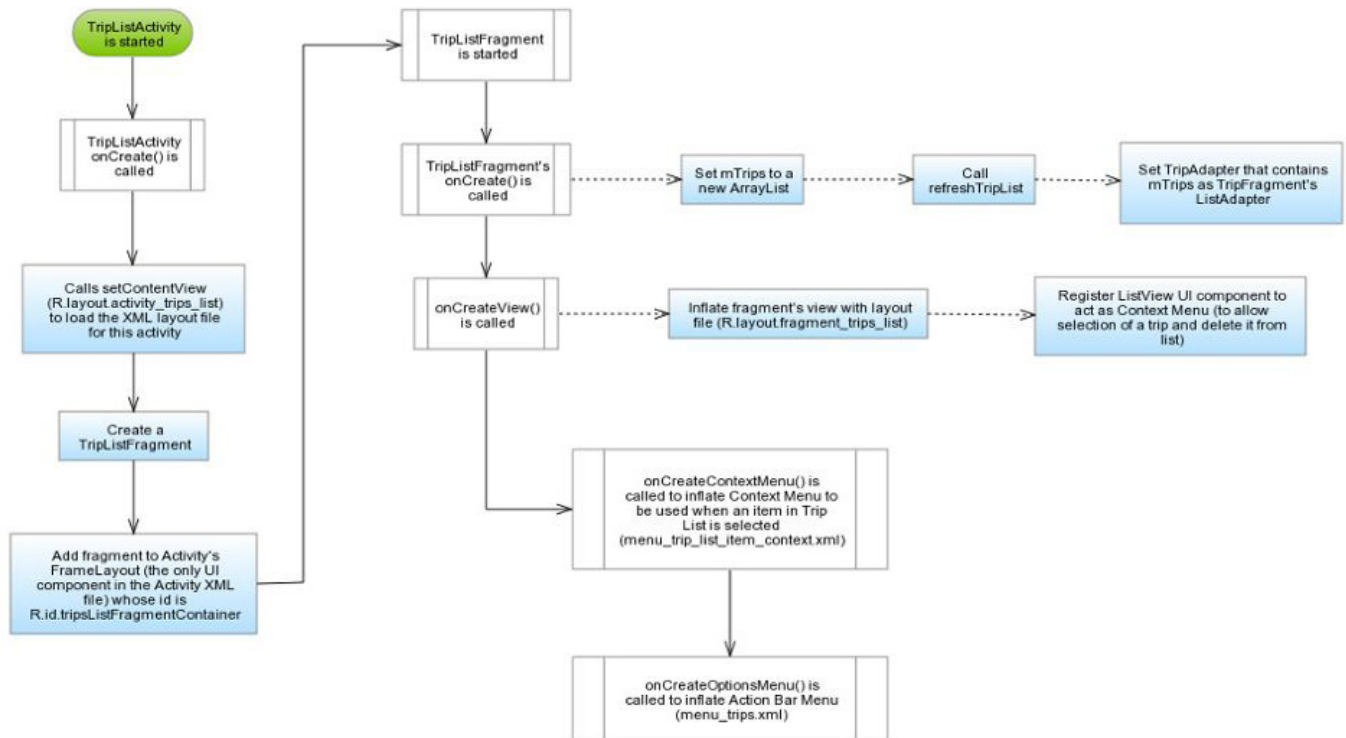 TripListActivity
is started
TripListActivity
onCreate() is
called
Calls setContentView
(R.layout.activity_trips_list)
to load the XML layout file
for this activity
Create a
TripListFragment
Add fragment to Activity's
FrameLayout (the only UI
component in the Activity XML
file) whose id is
R.id.tripsListFragmentContainer
TripListFragment
is started
TripListFragment's
onCreate() is
called
Set mTrips to a
new ArrayList
Call
refreshTripList
Set TripAdapter that contains
mTrips as TripFragment's
ListAdapter
onCreateView()
is called
Inflate fragment's view with layout
file (R.layout.fragment_trips_list)
Register ListView UI component to
act as Context Menu (to allow
selection of a trip and delete it from
list)
onCreateContextMenu() is
called to inflate Context Menu to
be used when an item in Trip
List is selected
(menu_trip_list_item_context.xml)
onCreateOptionsMenu() is
called to inflate Action Bar Menu
(menu_trips.xml)